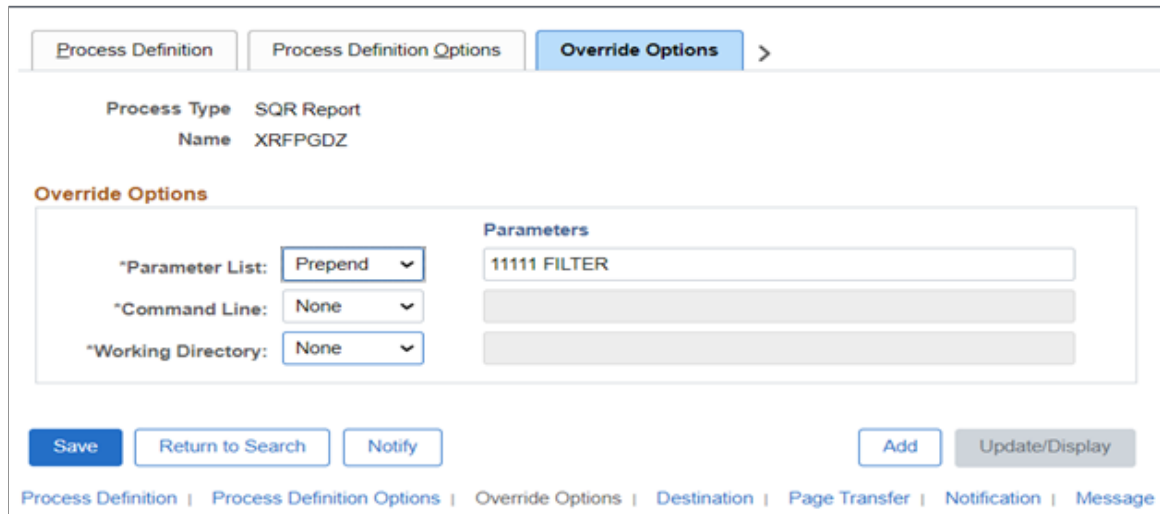 Process Definition Process Definition Options Override Options >
Process Type SQR Report
Name XRFPGDZ
Override Options
Parameters
*Parameter List: Prepend 11111 FILTER
*Command Line: None
*Working Directory: None
Save Return to Search Notify Add Update/Display
Process Definition | Process Definition Options | Override Options | Destination | Page Transfer | Notification | Message